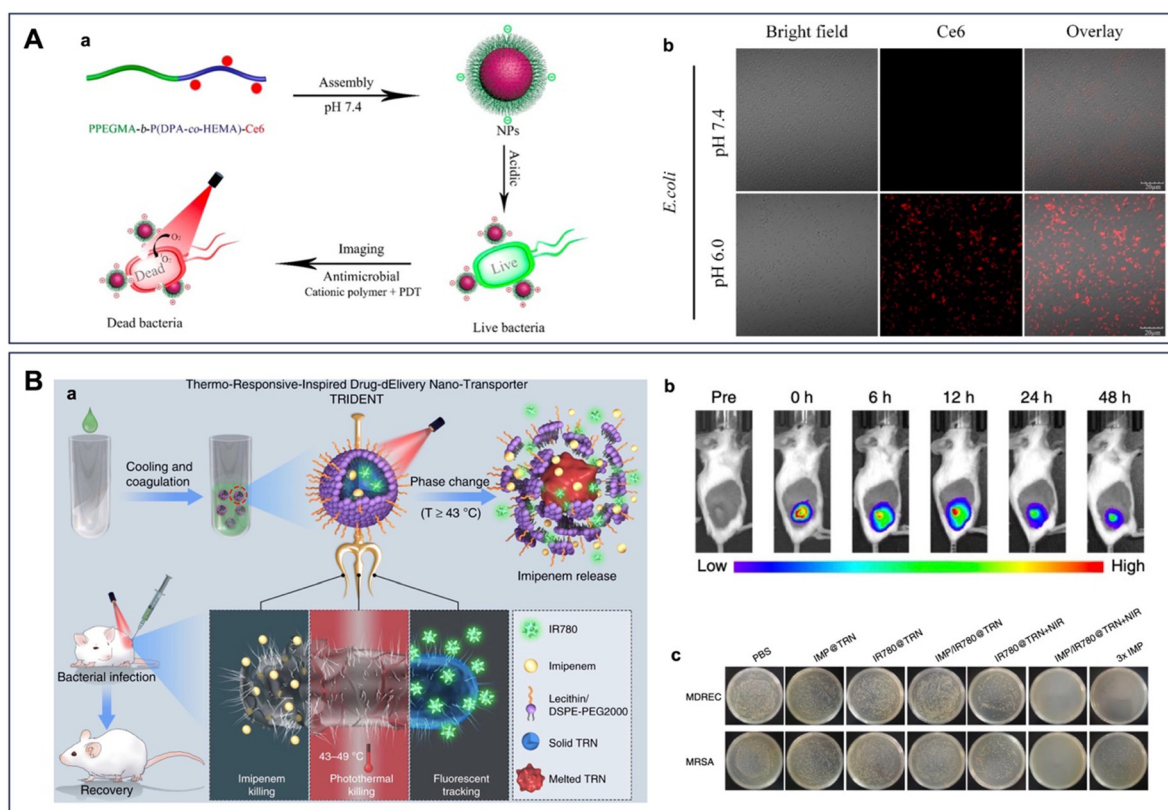 A
a
PPEGMA-b-P(DPA-co-HEMA)-Ce6
Assembly
pH 7.4
NPs
Acidic
Live
Live bacteria
Imaging
Antimicrobial
Cationic polymer + PDT
O₂
O₂
Dead
Dead bacteria
b
Bright field
Ce6
Overlay
E.coli
pH 7.4
20μm
pH 6.0
20μm
B
a
Thermo-Responsive-Inspired Drug-dElivery Nano-Transporter
TRIDENT
Cooling and
coagulation
Phase change
(T ≥ 43 °C)
Imipenem release
Bacterial infection
Recovery
Imipenem
killing
43–49 °C
Photothermal
killing
Fluorescent
tracking
IR780
Imipenem
Lecithin/
DSPE-PEG2000
Solid TRN
Melted TRN
b
Pre
0 h
6 h
12 h
24 h
48 h
Low
High
c
PBS
IMP@TRN
IR780@TRN
IMP/IR780@TRN
IR780@TRN+NIR
IMP/IR780@TRN+NIR
3x IMP
MDREC
MRSA